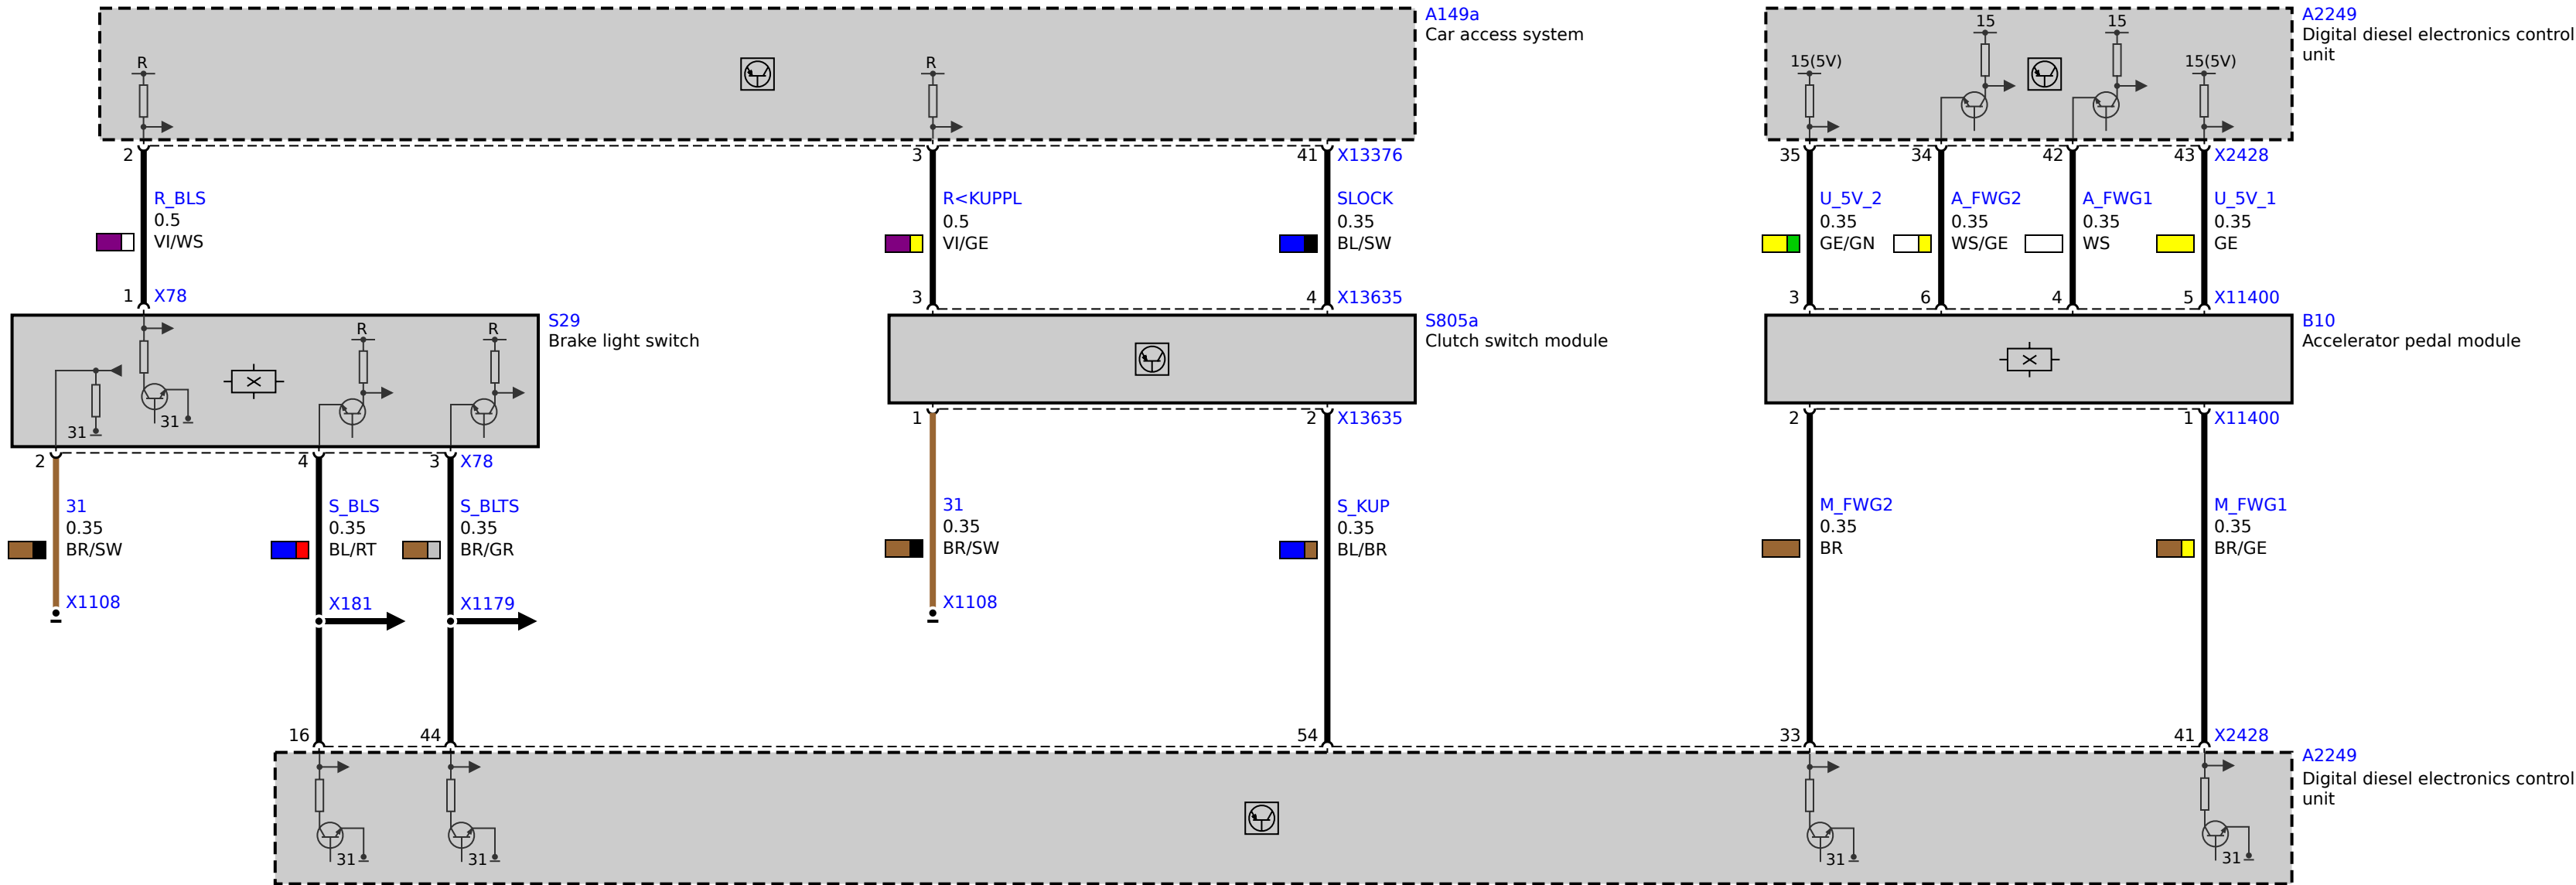 A149a
Car access system
R
R
A2249
Digital diesel electronics control
unit
15
15
15(5V)
15(5V)
2
3
41
X13376
35
34
42
43
X2428
R_BLS
0.5
VI/WS
R<KUPPL
0.5
VI/GE
SLOCK
0.35
BL/SW
U_5V_2
0.35
GE/GN
A_FWG2
0.35
WS/GE
A_FWG1
0.35
WS
U_5V_1
0.35
GE
1
X78
3
4
X13635
3
6
4
5
X11400
S29
Brake light switch
R
R
31
31
S805a
Clutch switch module
B10
Accelerator pedal module
2
4
3
X78
1
2
X13635
2
1
X11400
31
0.35
BR/SW
S_BLS
0.35
BL/RT
S_BLTS
0.35
BR/GR
31
0.35
BR/SW
S_KUP
0.35
BL/BR
M_FWG2
0.35
BR
M_FWG1
0.35
BR/GE
X1108
X181
X1179
X1108
16
44
54
33
41
X2428
A2249
Digital diesel electronics control
unit
31
31
31
31